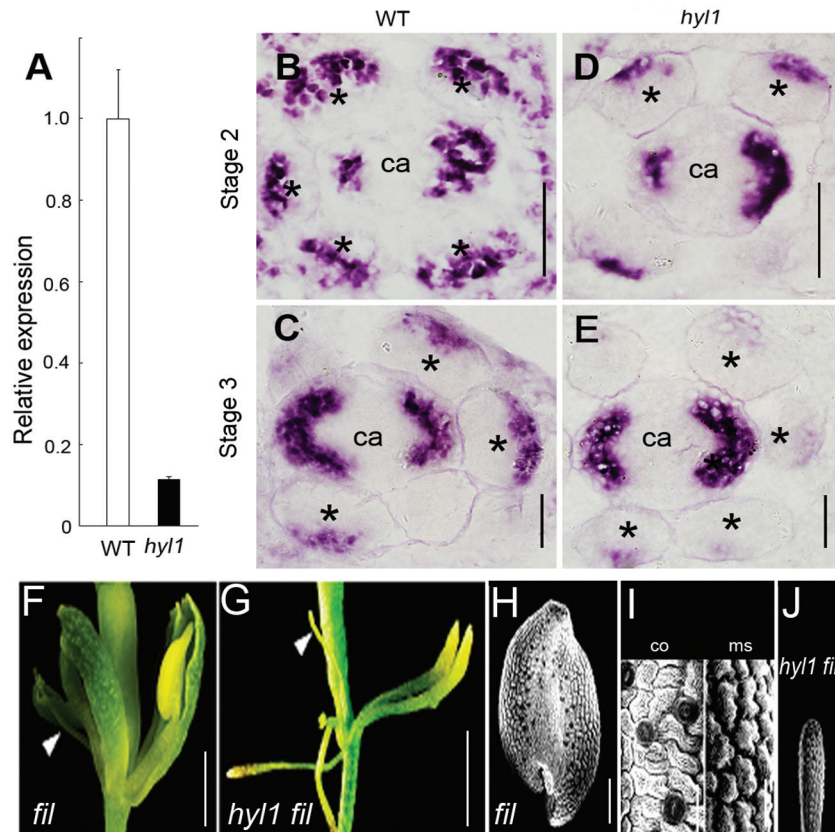 WT
hyl1
A
Relative expression
1.0
0.8
0.6
0.4
0.2
0
WT
hyl1
Stage 2
B
*
*
*
ca
*
*
D
*
*
ca
Stage 3
C
*
ca
*
*
E
*
ca
*
*
*
*
F
fil
G
hyl1 fil
H
fil
I
co
ms
J
hyl1 fil